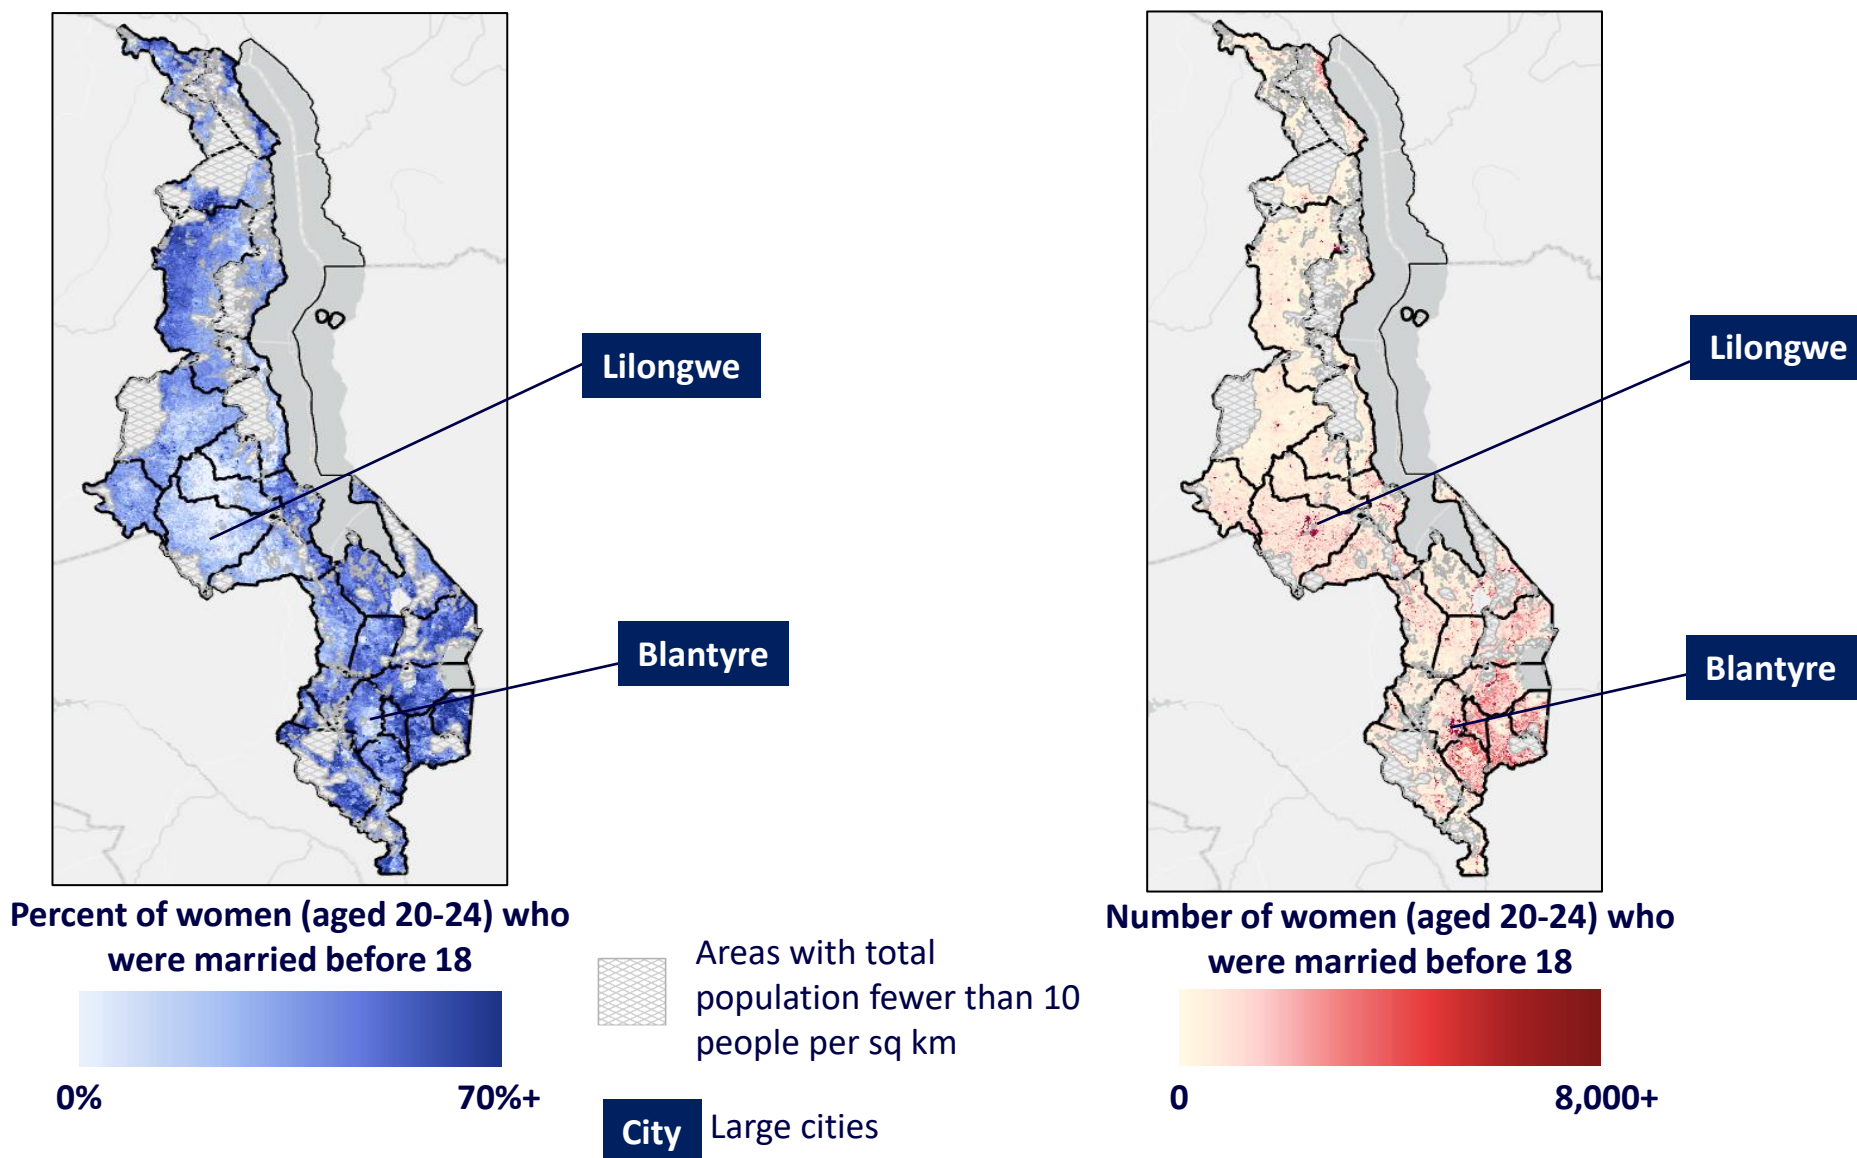 Lilongwe
Blantyre
Percent of women (aged 20-24) who
were married before 18
0%
70%+
Areas with total
population fewer than 10
people per sq km
City
Large cities
Lilongwe
Blantyre
Number of women (aged 20-24) who
were married before 18
0
8,000+